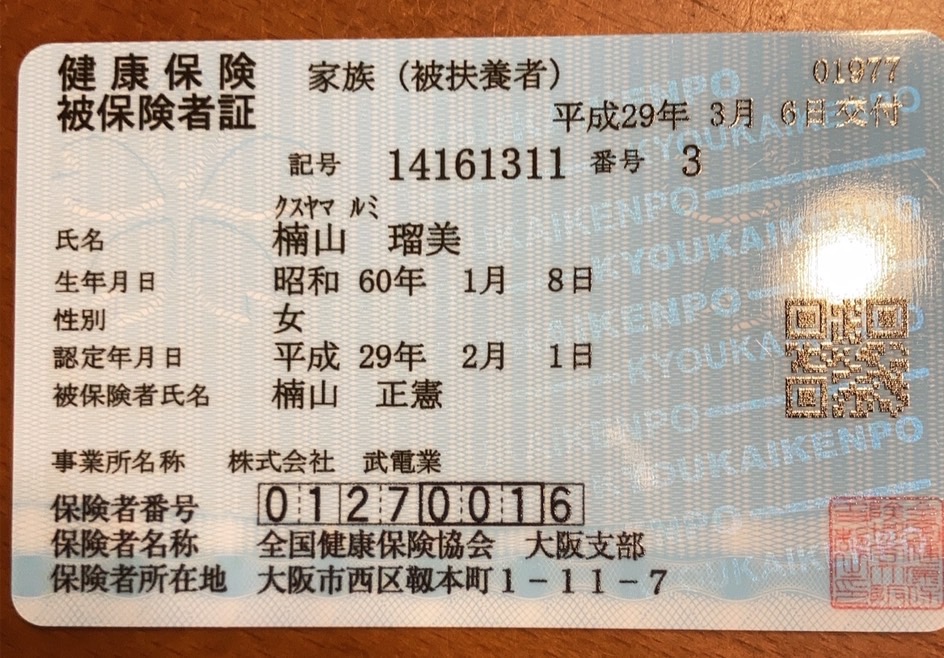 健康保険 家族（被扶養者） 01977
被保険者証 平成29年 3月 6日交付
記号 14161311 番号 3
クスヤマ ルミ
氏名 楠山 瑠美
生年月日 昭和 60年 1月 8日
性別 女
認定年月日 平成 29年 2月 1日
被保険者氏名 楠山 正憲
事業所名称 株式会社 武電業
保険者番号 01270016
保険者名称 全国健康保険協会 大阪支部
保険者所在地 大阪市西区靱本町1-11-7
KYOUKAIKENPO